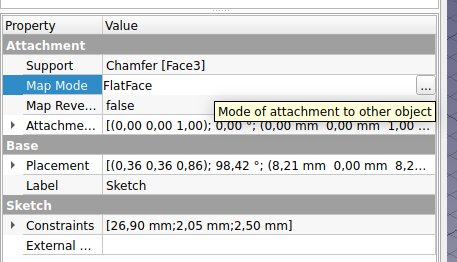 Property Value
Attachment
Support Chamfer [Face3]
Map Mode FlatFace ...
Map Reve... false
Mode of attachment to other object
Attachme... [(0,00 0,00 1,00); 0,00 °; (0,00 mm 0,00 mm 1,00 ...
Base
Placement [(0,36 0,36 0,86); 98,42 °; (8,21 mm 0,00 mm 8,2...
Label Sketch
Sketch
Constraints [26,90 mm;2,05 mm;2,50 mm]
External ...